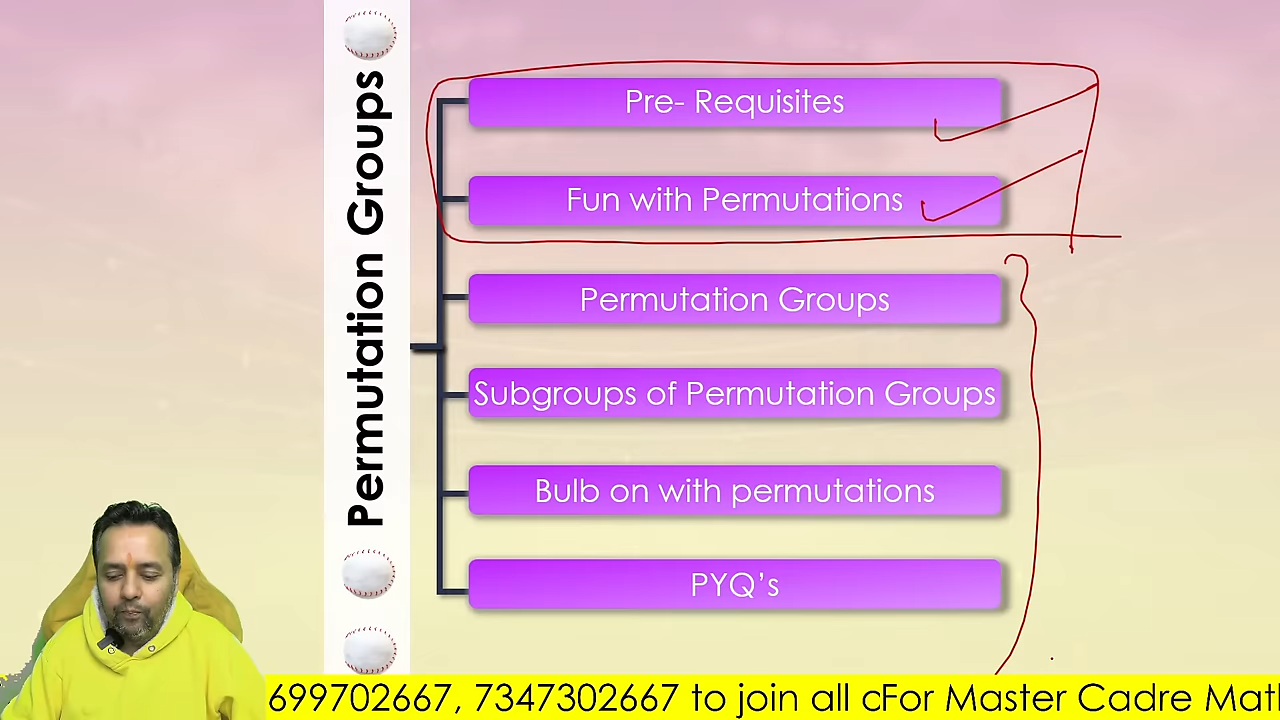 Permutation Groups
Pre- Requisites
Fun with Permutations
Permutation Groups
Subgroups of Permutation Groups
Bulb on with permutations
PYQ’s
699702667, 7347302667 to join all cFor Master Cadre Mat